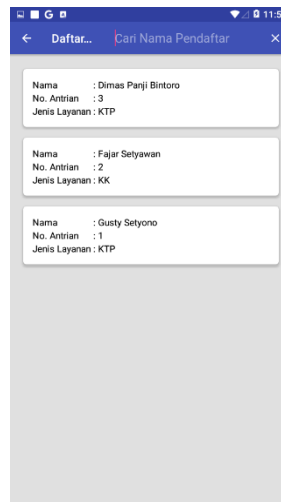 11:5
Daftar... Cari Nama Pendaftar
Nama : Dimas Panji Bintoro
No. Antrian : 3
Jenis Layanan : KTP
Nama : Fajar Setyawan
No. Antrian : 2
Jenis Layanan : KK
Nama : Gusty Setyono
No. Antrian : 1
Jenis Layanan : KTP